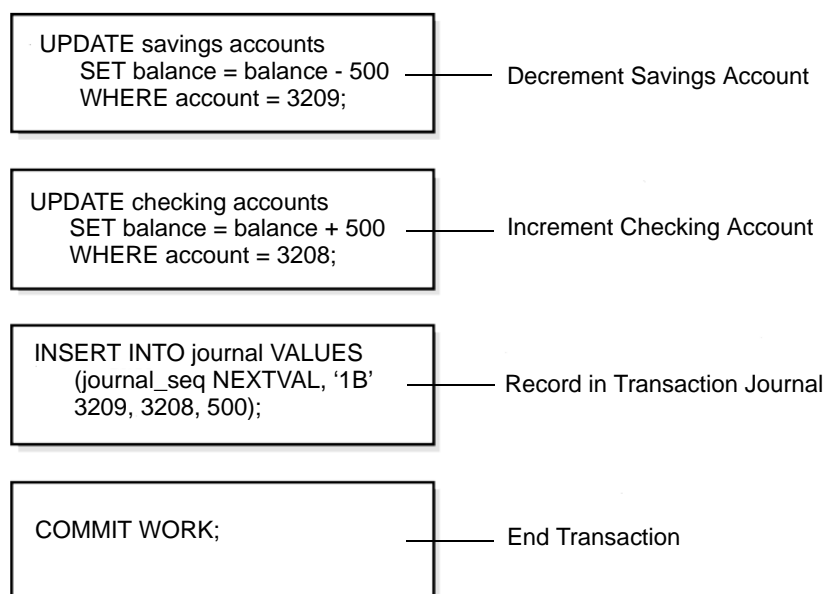 UPDATE savings accounts
SET balance = balance - 500
WHERE account = 3209;
Decrement Savings Account
UPDATE checking accounts
SET balance = balance + 500
WHERE account = 3208;
Increment Checking Account
INSERT INTO journal VALUES
(journal_seq NEXTVAL, ‘1B’
3209, 3208, 500);
Record in Transaction Journal
COMMIT WORK;
End Transaction